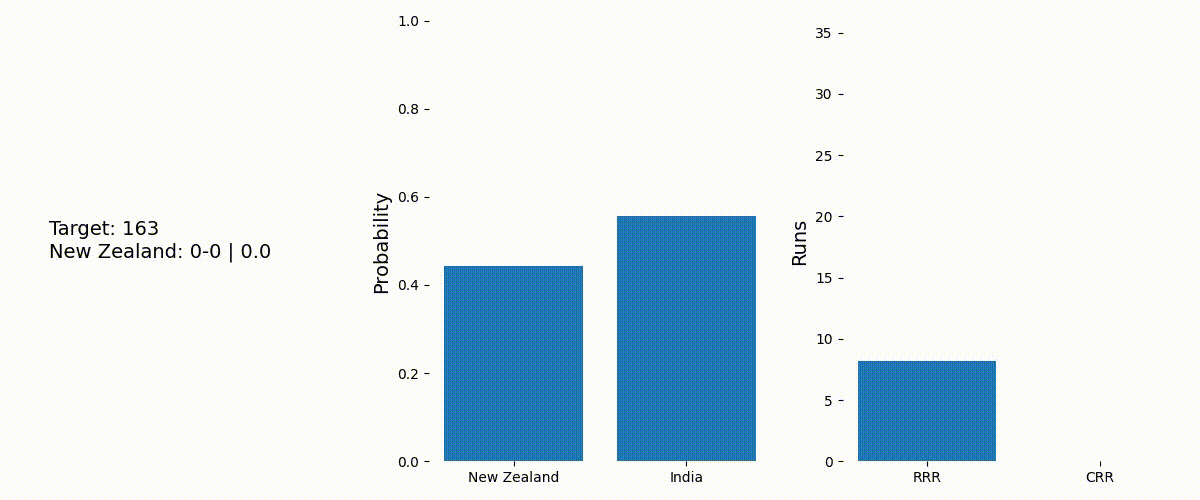 Target: 163
New Zealand: 0-0 | 0.0
Probability
1.0
0.8
0.6
0.4
0.2
0.0
New Zealand
India
Runs
35
30
25
20
15
10
5
0
RRR
CRR